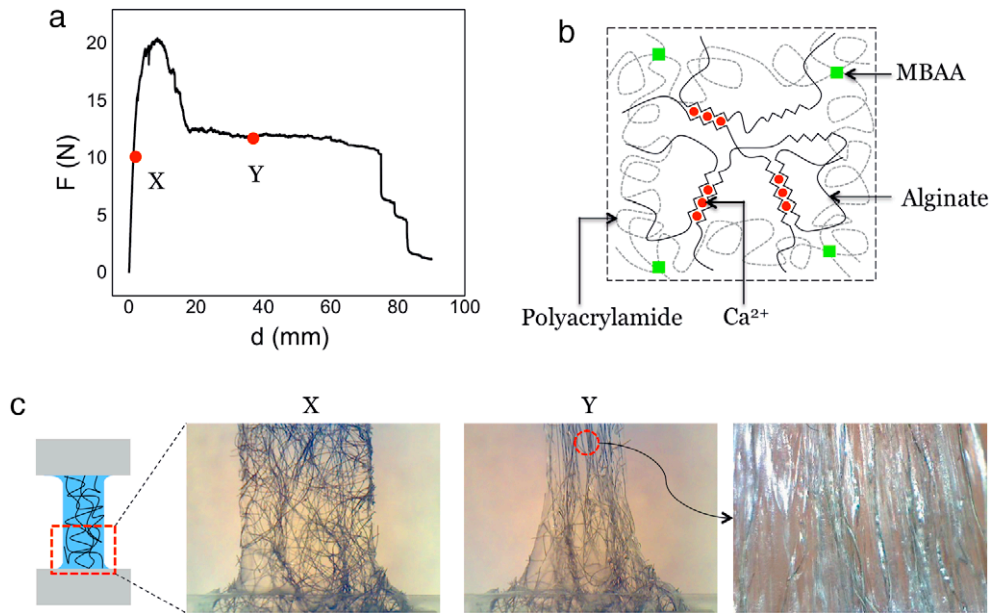 a
F (N)
20
15
10
5
0
X
Y
0 20 40 60 80 100
d (mm)
b
MBAA
Alginate
Polyacrylamide
Ca²⁺
c
X
Y